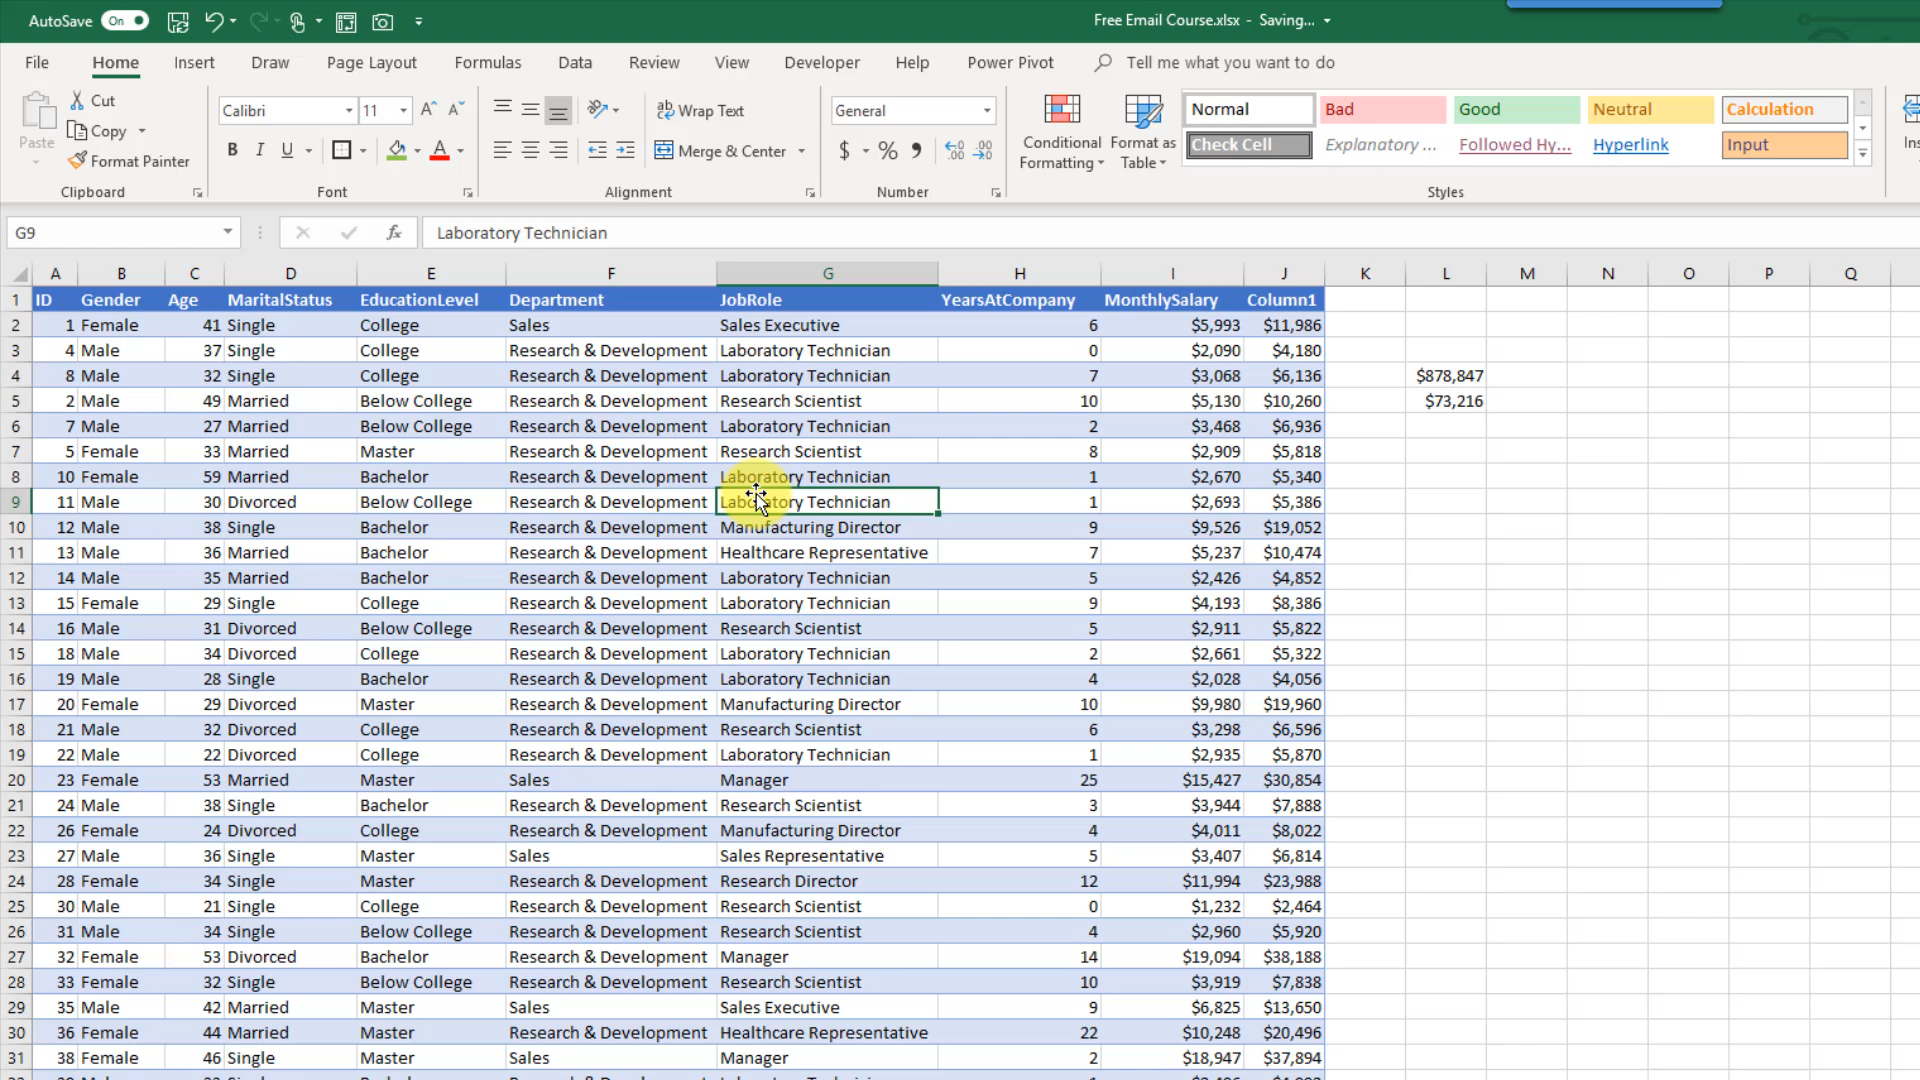 AutoSave On Free Email Course.xlsx - Saving...
File Home Insert Draw Page Layout Formulas Data Review View Developer Help Power Pivot Tell me what you want to do
Cut Calibri 11 Wrap Text General Normal Bad Good Neutral Calculation
Copy Paste Conditional Formatting Format as Table
Format Painter B I U A Merge & Center $ % Check Cell Explanatory ... Followed Hy... Hyperlink Input
Clipboard Font Alignment Number Styles
G9 fx Laboratory Technician
A B C D E F G H I J K L M N O P Q
1 ID Gender Age MaritalStatus EducationLevel Department JobRole YearsAtCompany MonthlySalary Column1
2 1 Female 41 Single College Sales Sales Executive 6 $5,993 $11,986
3 4 Male 37 Single College Research & Development Laboratory Technician 0 $2,090 $4,180
4 8 Male 32 Single College Research & Development Laboratory Technician 7 $3,068 $6,136 $878,847
5 2 Male 49 Married Below College Research & Development Research Scientist 10 $5,130 $10,260 $73,216
6 7 Male 27 Married Below College Research & Development Laboratory Technician 2 $3,468 $6,936
7 5 Female 33 Married Master Research & Development Research Scientist 8 $2,909 $5,818
8 10 Female 59 Married Bachelor Research & Development Laboratory Technician 1 $2,670 $5,340
9 11 Male 30 Divorced Below College Research & Development Laboratory Technician 1 $2,693 $5,386
10 12 Male 38 Single Bachelor Research & Development Manufacturing Director 9 $9,526 $19,052
11 13 Male 36 Married Bachelor Research & Development Healthcare Representative 7 $5,237 $10,474
12 14 Male 35 Married Bachelor Research & Development Laboratory Technician 5 $2,426 $4,852
13 15 Female 29 Single College Research & Development Laboratory Technician 9 $4,193 $8,386
14 16 Male 31 Divorced Below College Research & Development Research Scientist 5 $2,911 $5,822
15 18 Male 34 Divorced College Research & Development Laboratory Technician 2 $2,661 $5,322
16 19 Male 28 Single Bachelor Research & Development Laboratory Technician 4 $2,028 $4,056
17 20 Female 29 Divorced Master Research & Development Manufacturing Director 10 $9,980 $19,960
18 21 Male 32 Divorced College Research & Development Research Scientist 6 $3,298 $6,596
19 22 Male 22 Divorced College Research & Development Laboratory Technician 1 $2,935 $5,870
20 23 Female 53 Married Master Sales Manager 25 $15,427 $30,854
21 24 Male 38 Single Bachelor Research & Development Research Scientist 3 $3,944 $7,888
22 26 Female 24 Divorced College Research & Development Manufacturing Director 4 $4,011 $8,022
23 27 Male 36 Single Master Sales Sales Representative 5 $3,407 $6,814
24 28 Female 34 Single Master Research & Development Research Director 12 $11,994 $23,988
25 30 Male 21 Single College Research & Development Research Scientist 0 $1,232 $2,464
26 31 Male 34 Single Below College Research & Development Research Scientist 4 $2,960 $5,920
27 32 Female 53 Divorced Bachelor Research & Development Manager 14 $19,094 $38,188
28 33 Female 32 Single Below College Research & Development Research Scientist 10 $3,919 $7,838
29 35 Male 42 Married Master Sales Sales Executive 9 $6,825 $13,650
30 36 Female 44 Married Master Research & Development Healthcare Representative 22 $10,248 $20,496
31 38 Female 46 Single Master Sales Manager 2 $18,947 $37,894